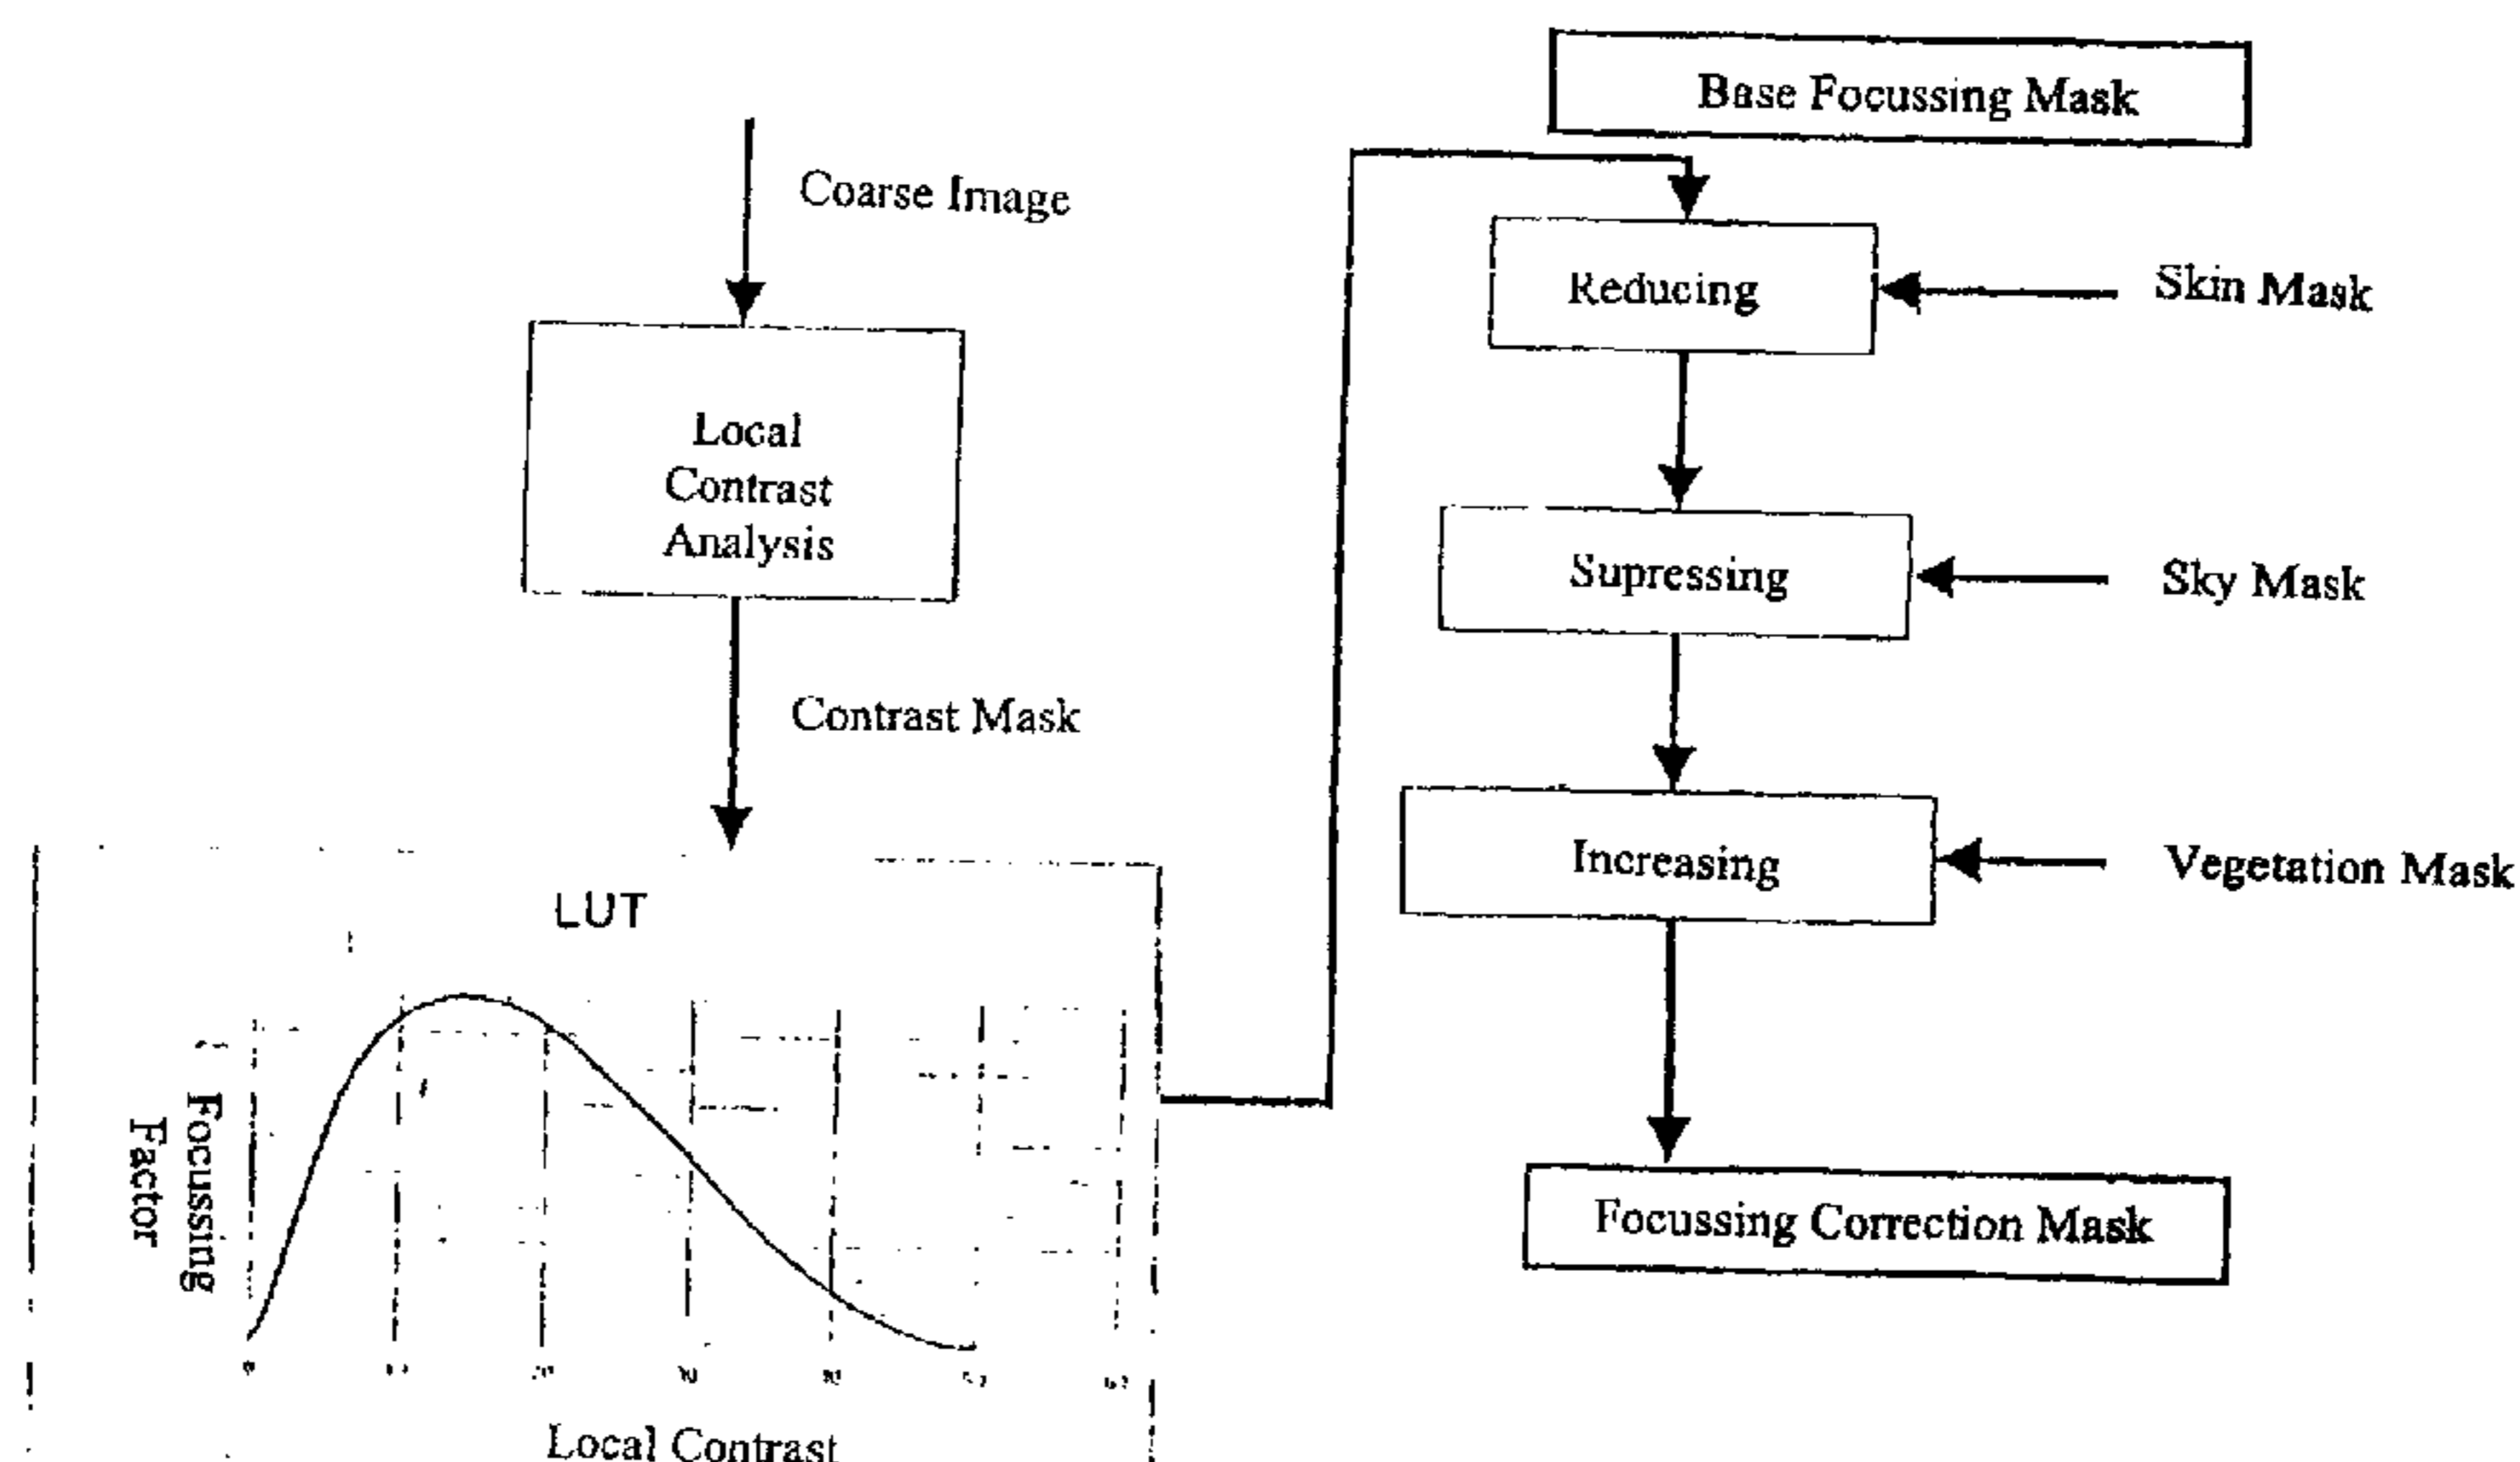 Coarse Image
Local
Contrast
Analysis
Contrast Mask
LUT
Focussing
Factor
Local Contrast
Base Focussing Mask
Reducing
Skin Mask
Supressing
Sky Mask
Increasing
Vegetation Mask
Focussing Correction Mask